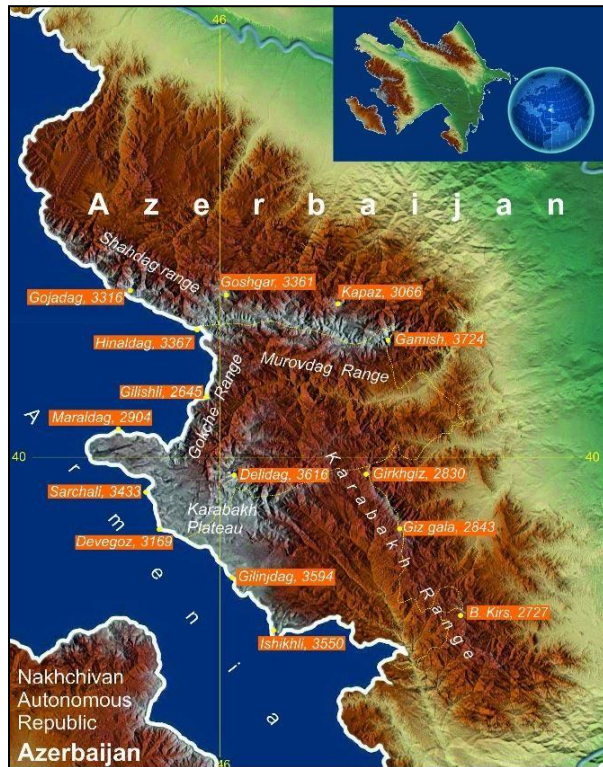 46
Azerbaijan
Shahdag range
Goshgar, 3361
Gojadag, 3316
Kapaz, 3066
Hinaldag, 3367
Gamish, 3724
Murovdag Range
Gilishli, 2645
Gokche Range
Maraldag, 2904
Armenia
40
40
Delidag, 3616
Girkhgiz, 2830
Karabakh Range
Sarchali, 3433
Karabakh
Plateau
Giz gala, 2843
Devegoz, 3169
Gilinjdag, 3594
B. Kirs, 2727
Ishikhli, 3550
Nakhchivan
Autonomous
Republic
Azerbaijan
46